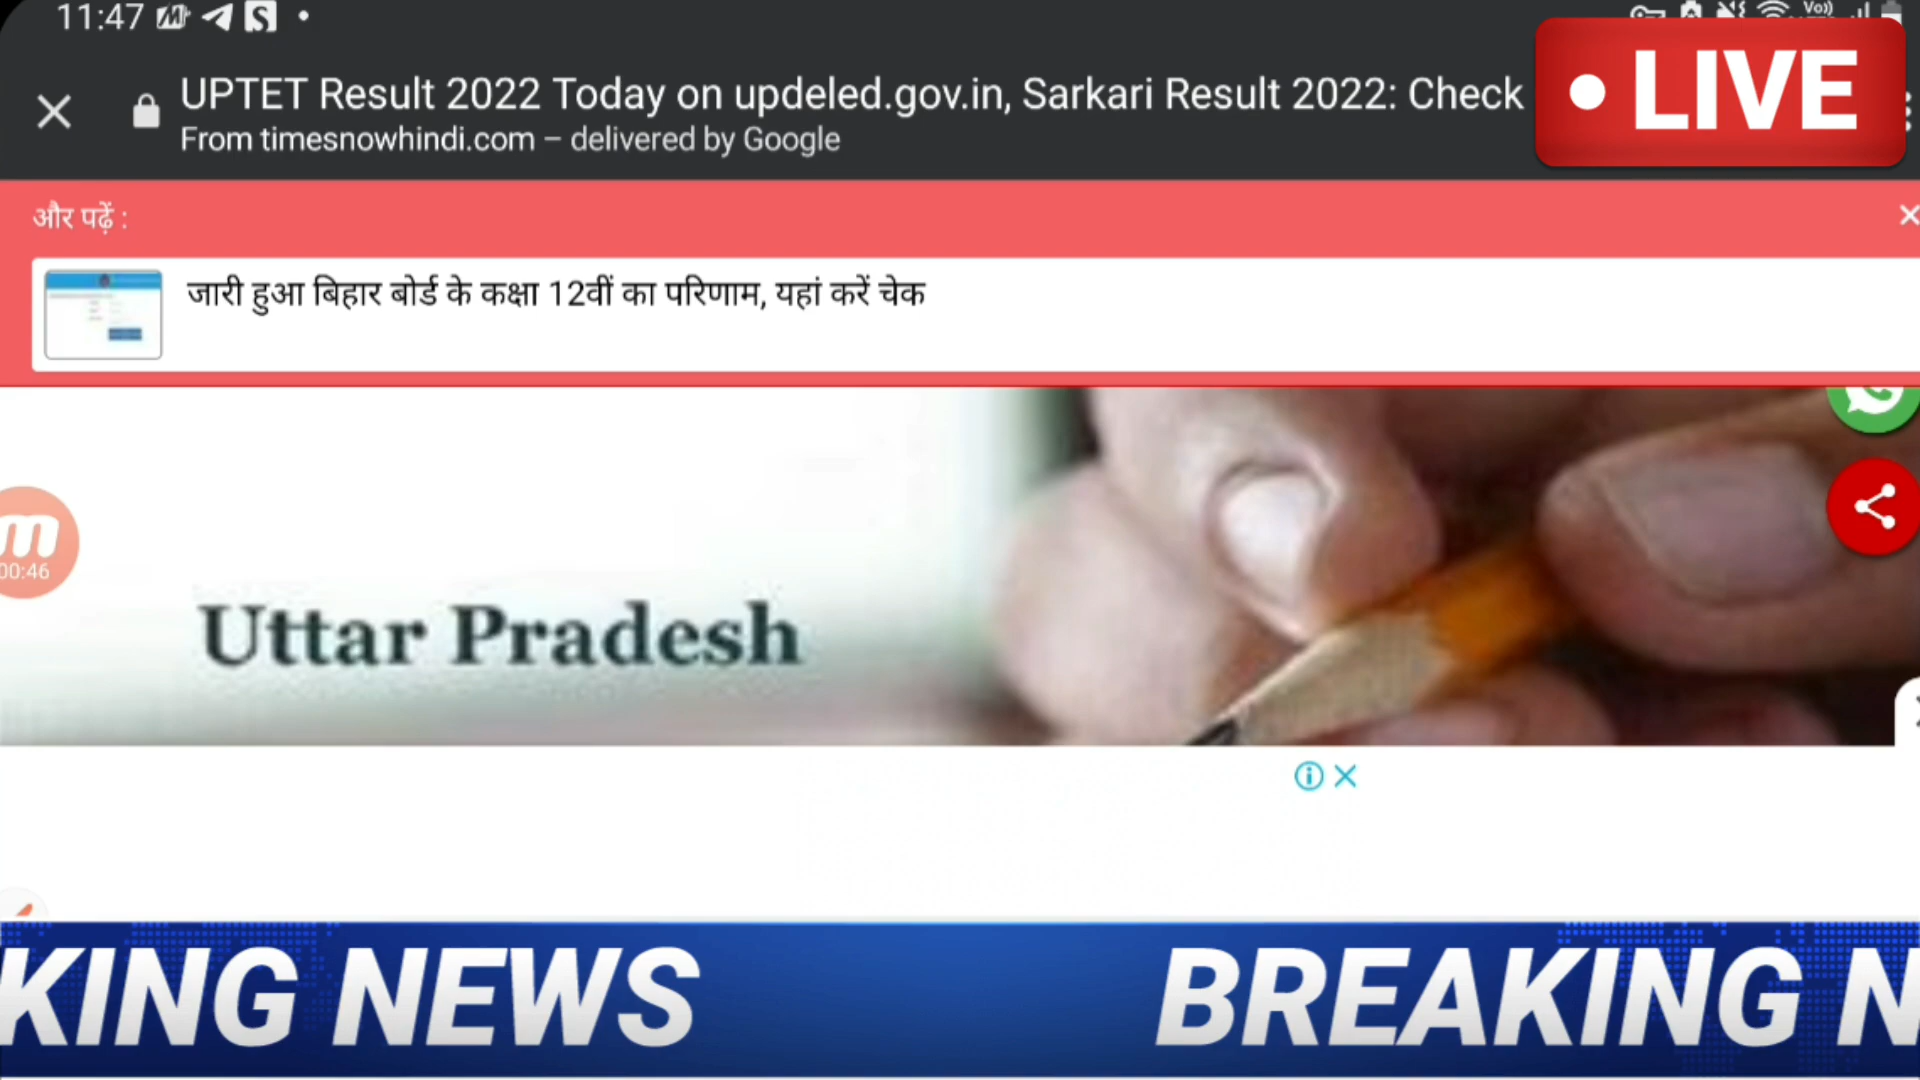 11:47
Vo))
UPTET Result 2022 Today on updeled.gov.in, Sarkari Result 2022: Check
LIVE
From timesnowhindi.com – delivered by Google
और पढ़ें :
जारी हुआ बिहार बोर्ड के कक्षा 12वीं का परिणाम, यहां करें चेक
00:46
Uttar Pradesh
KING NEWS BREAKING N